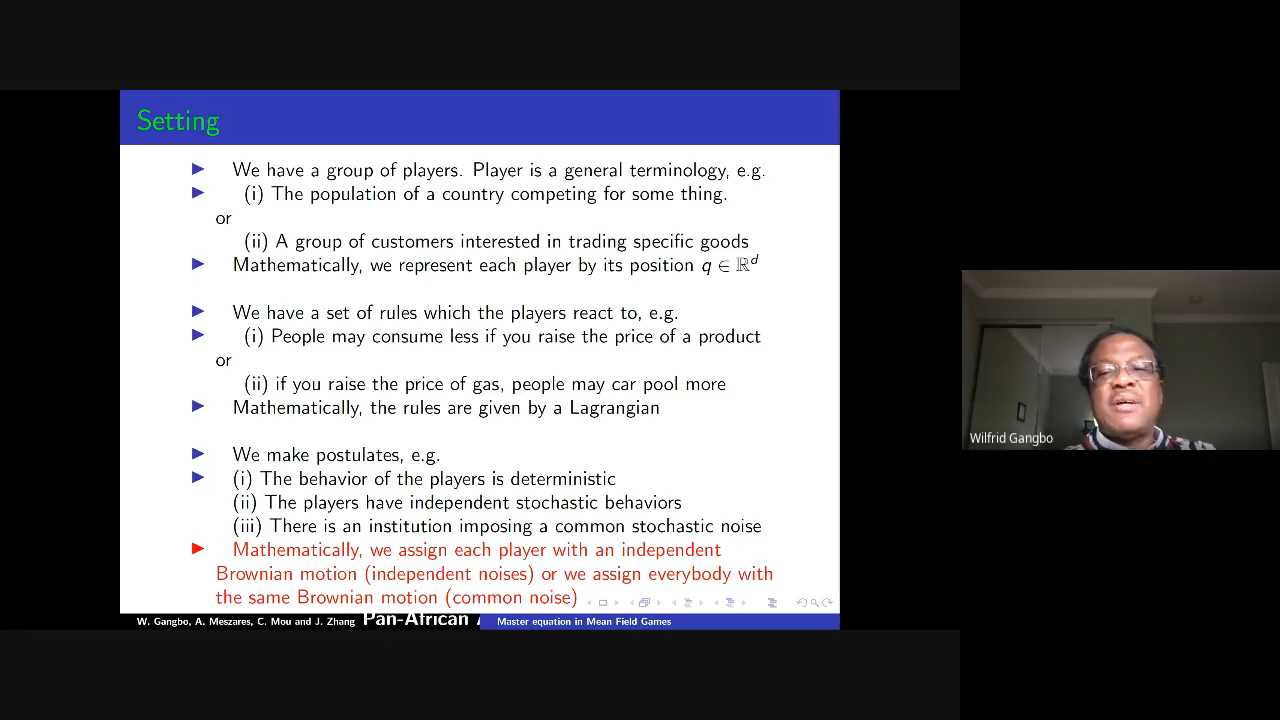 Setting
We have a group of players. Player is a general terminology, e.g.
(i) The population of a country competing for some thing.
or
(ii) A group of customers interested in trading specific goods
Mathematically, we represent each player by its position q ∈ ℝᵈ
We have a set of rules which the players react to, e.g.
(i) People may consume less if you raise the price of a product
or
(ii) if you raise the price of gas, people may car pool more
Mathematically, the rules are given by a Lagrangian
We make postulates, e.g.
(i) The behavior of the players is deterministic
(ii) The players have independent stochastic behaviors
(iii) There is an institution imposing a common stochastic noise
Mathematically, we assign each player with an independent
Brownian motion (independent noises) or we assign everybody with
the same Brownian motion (common noise)
W. Gangbo, A. Meszares, C. Mou and J. Zhang Pan-African Master equation in Mean Field Games
Wilfrid Gangbo